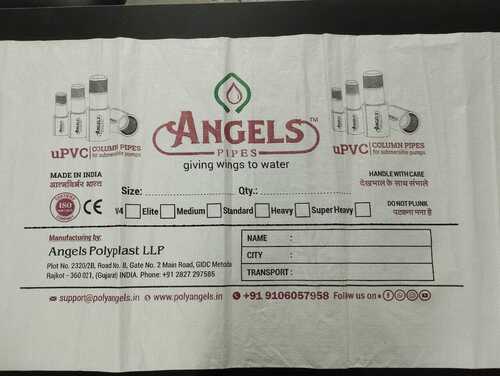 ANGELS™
PIPES
giving wings to water
uPVC COLUMN PIPES
for submersible pumps
uPVC COLUMN PIPES
for submersible pumps
MADE IN INDIA
आत्मनिर्भर भारत
HANDLE WITH CARE
देखभाल के साथ संभालें
ISO
CE
Size: Qty.:
V4 Elite Medium Standard Heavy Super Heavy
DO NOT PLUNK
पटकना मना है
Manufacturing by:
Angels Polyplast LLP
Plot No. 2320/2B, Road No. B, Gate No. 2 Main Road, GIDC Metoda
Rajkot - 360 021, (Gujarat) INDIA. Phone: +91 2827 297585
NAME :
CITY :
TRANSPORT :
support@polyangels.in www.polyangels.in +91 9106057958 Follow us on